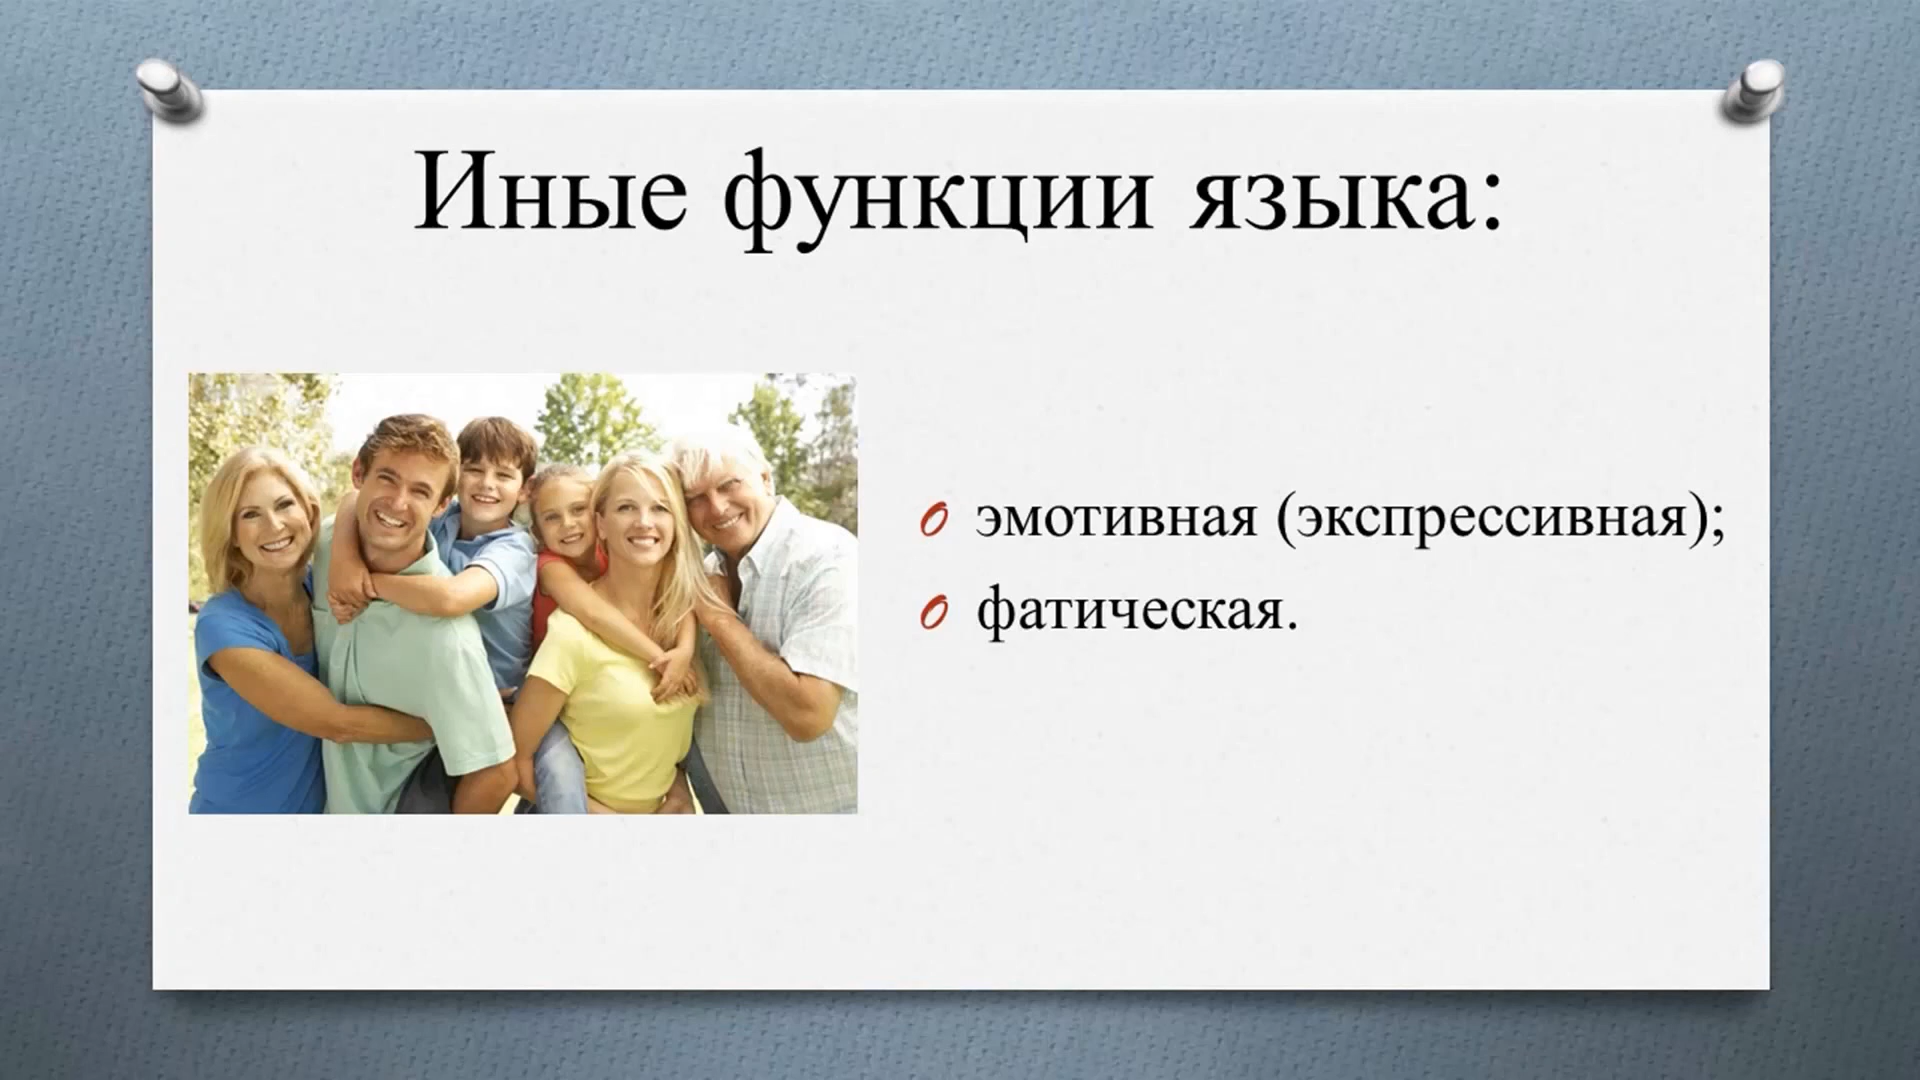 Иные функции языка:
эмотивная (экспрессивная);
фатическая.